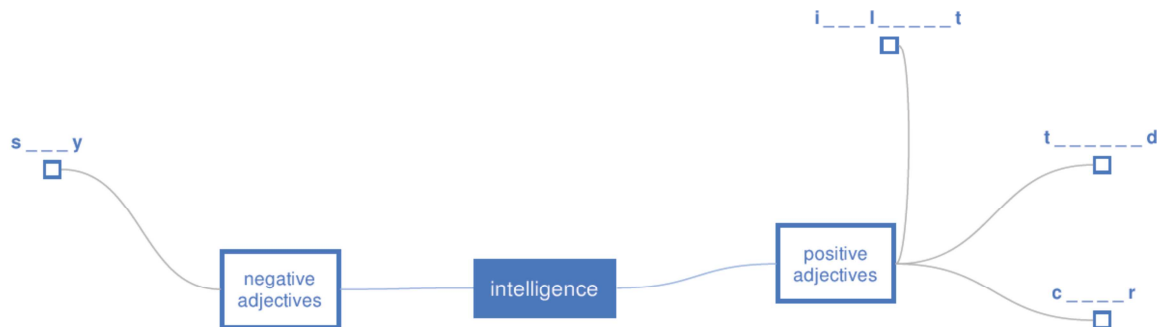 i _ _ _ l _ _ _ _ _ t
s _ _ _ y
t _ _ _ _ _ _ d
positive
adjectives
negative
adjectives
intelligence
c _ _ _ _ r